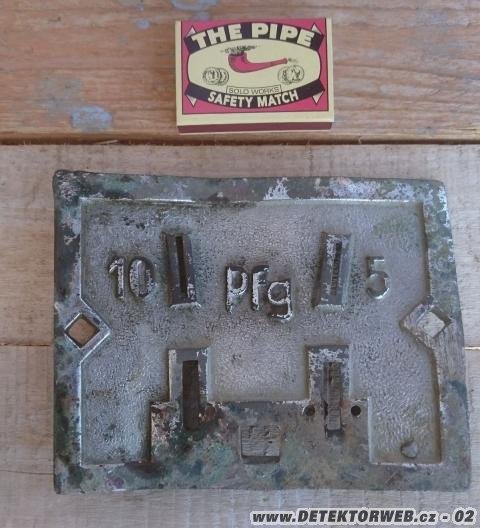 THE PIPE
SOLO WORKS
SAFETY MATCH
10 pfg 5
www.DETEKTORWEB.cz - 02